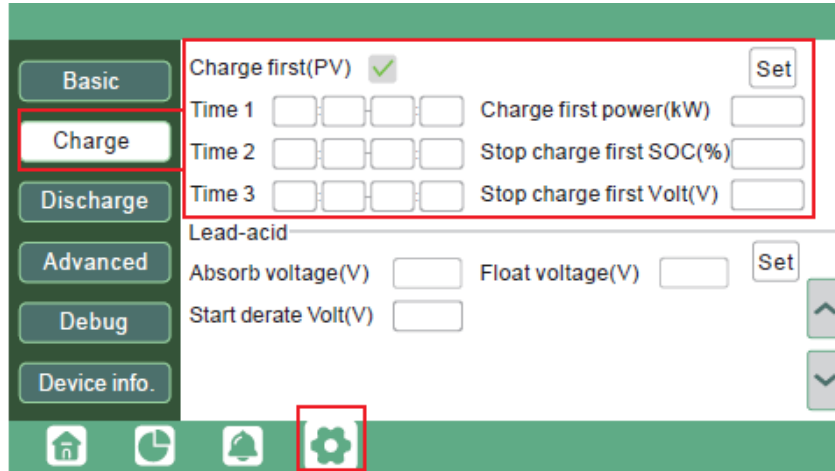 Basic
Charge
Discharge
Advanced
Debug
Device info.
Charge first(PV) Set
Time 1 : - : Charge first power(kW)
Time 2 : - : Stop charge first SOC(%)
Time 3 : - : Stop charge first Volt(V)
Lead-acid
Absorb voltage(V) Float voltage(V) Set
Start derate Volt(V)